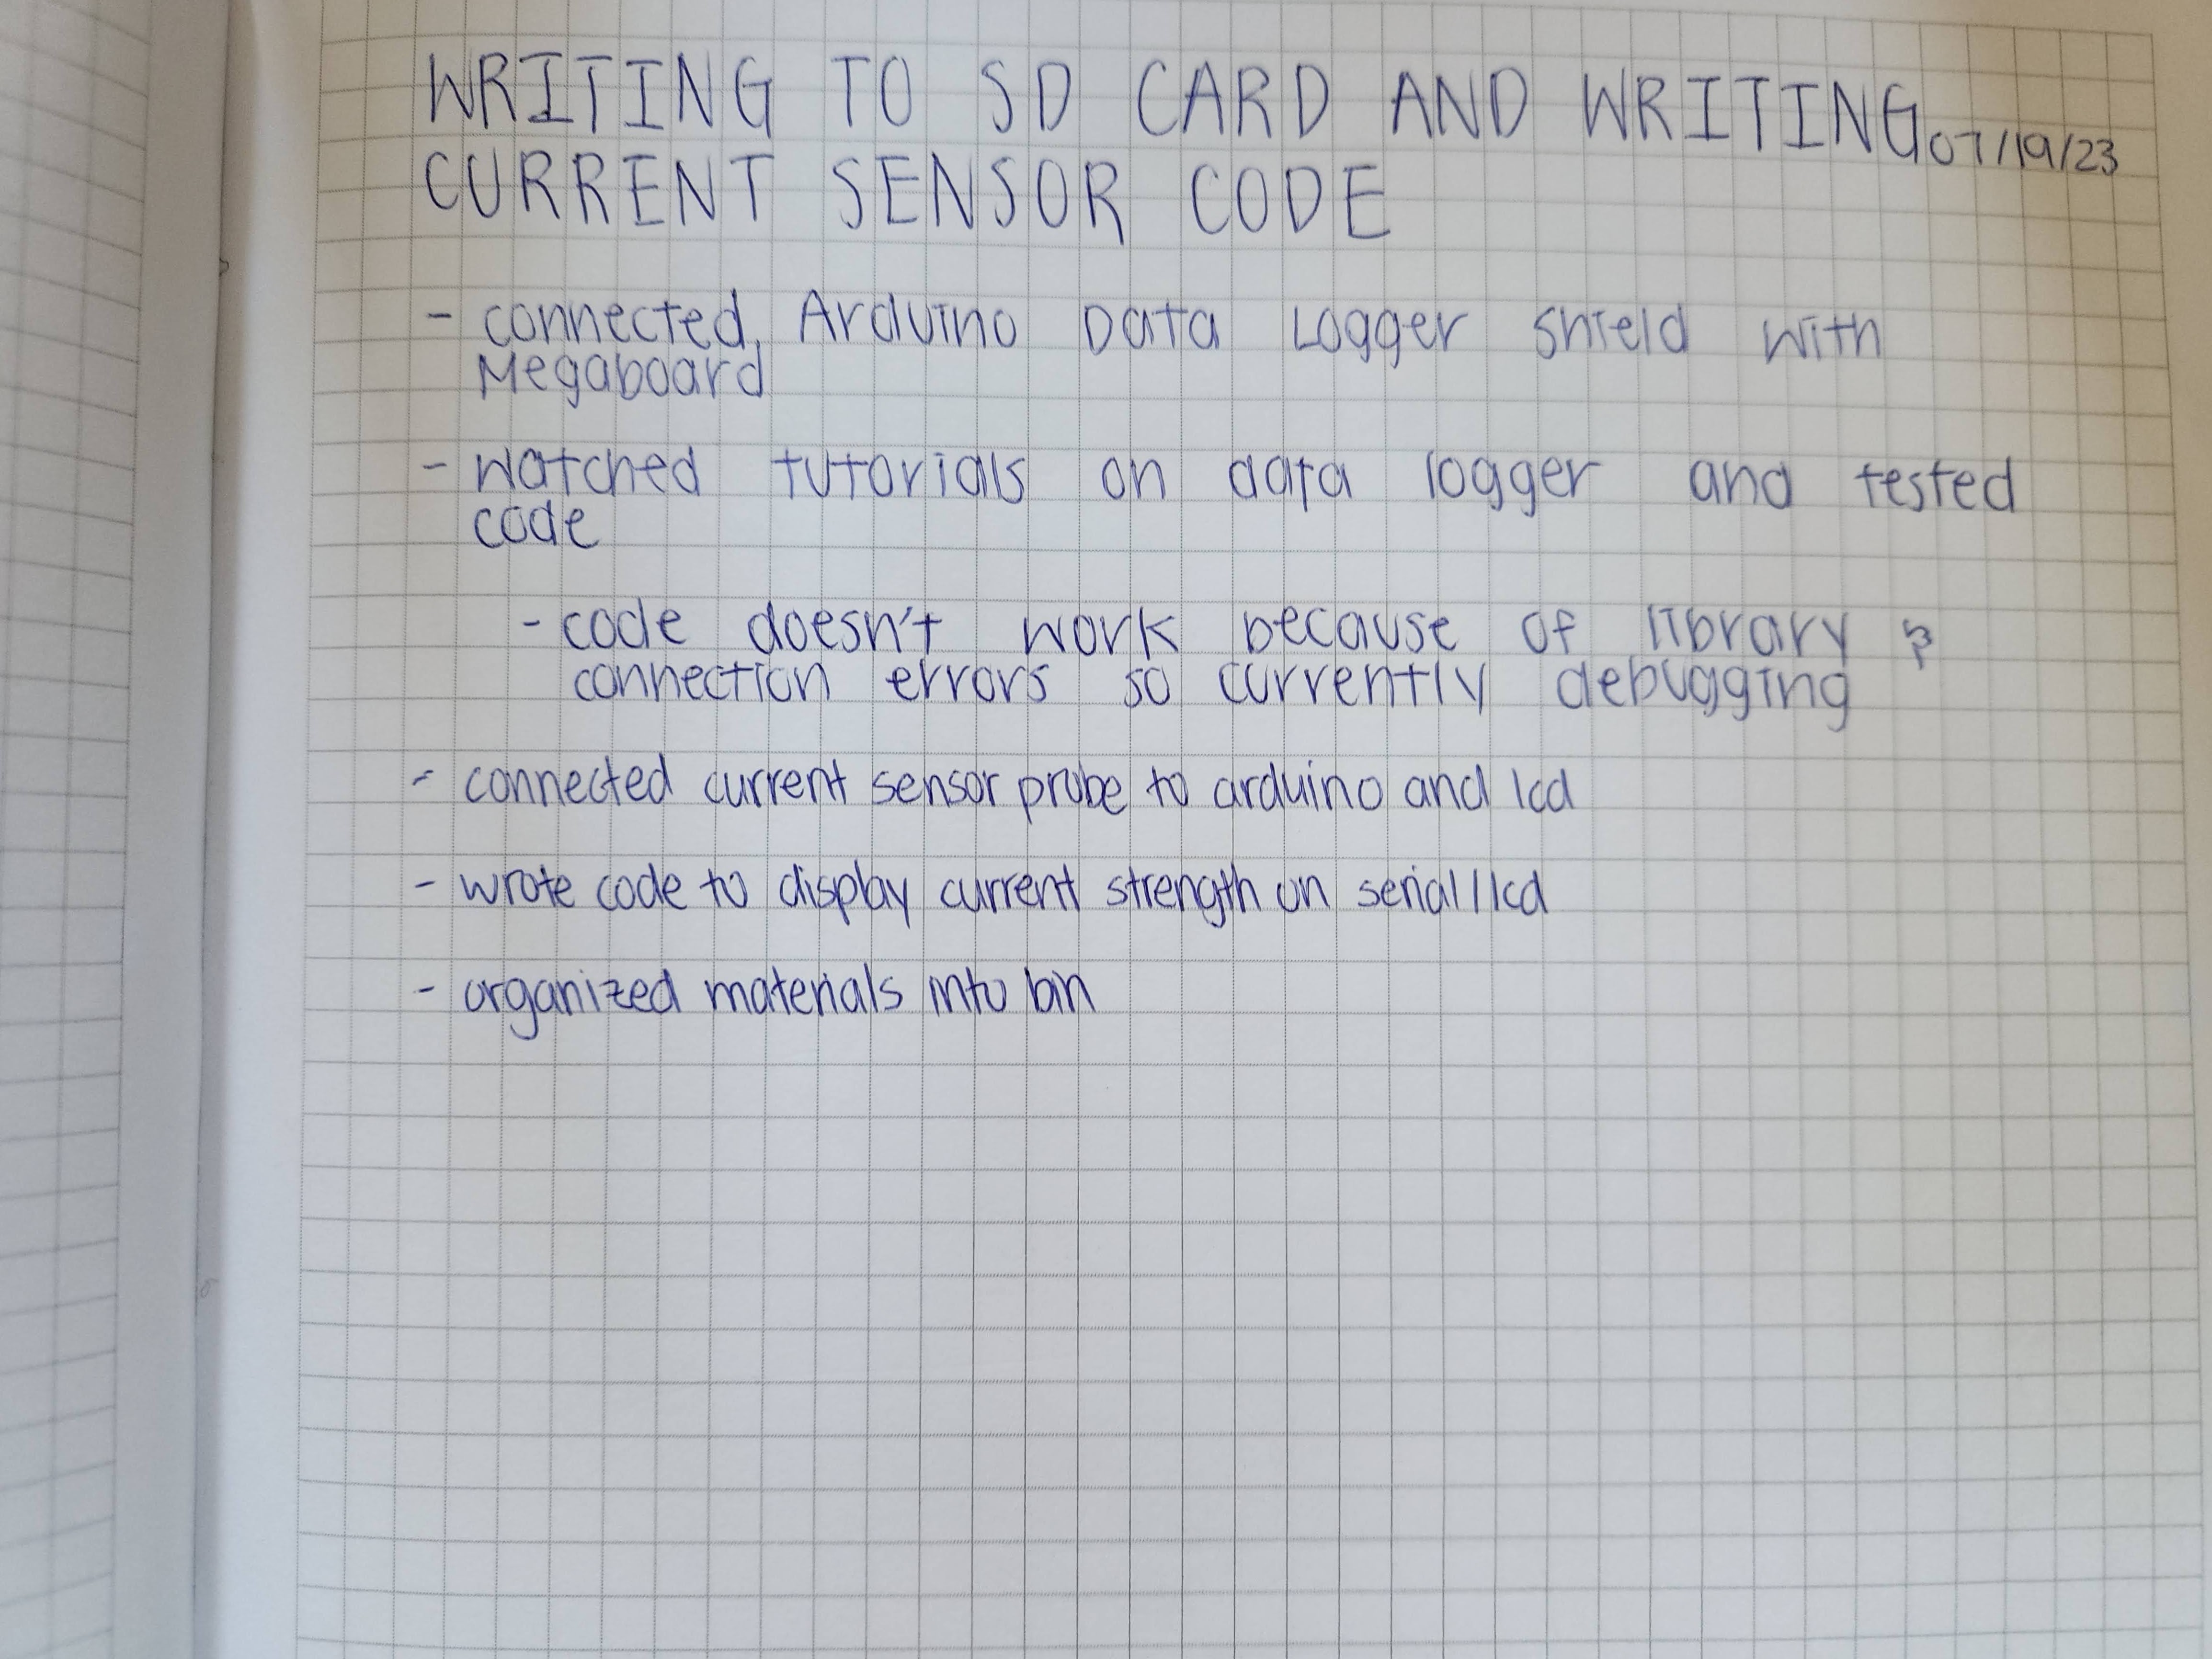 WRITING TO SD CARD AND WRITING 07/19/23
CURRENT SENSOR CODE
- connected Arduino Data Logger shield with
Megaboard
- watched tutorials on data logger and tested
code
- code doesn't work because of library &
connection errors so currently debugging
- connected current sensor probe to arduino and lcd
- wrote code to display current strength on serial/lcd
- organized materials into bin